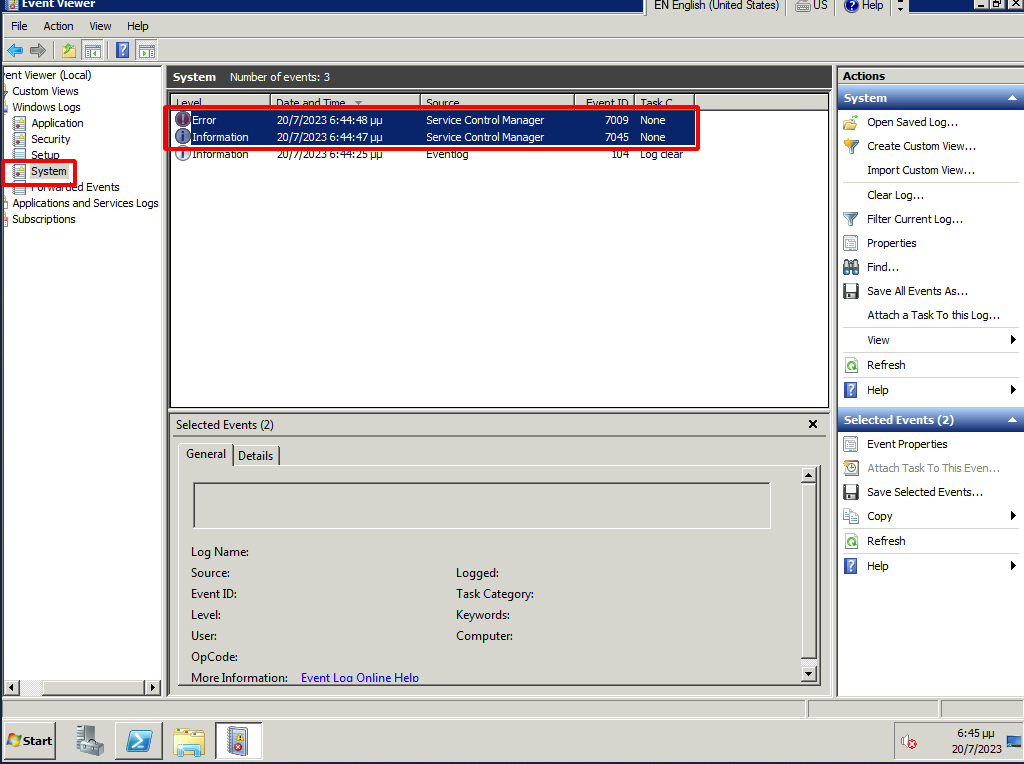 Event Viewer
EN English (United States) US Help
File Action View Help
vent Viewer (Local)
Custom Views
Windows Logs
Application
Security
Setup
System
Forwarded Events
Applications and Services Logs
Subscriptions
System Number of events: 3
Level Date and Time Source Event ID Task C...
Error 20/7/2023 6:44:48 μμ Service Control Manager 7009 None
Information 20/7/2023 6:44:47 μμ Service Control Manager 7045 None
Information 20/7/2023 6:44:25 μμ Eventlog 104 Log clear
Selected Events (2)
General Details
Log Name:
Source: Logged:
Event ID: Task Category:
Level: Keywords:
User: Computer:
OpCode:
More Information: Event Log Online Help
Actions
System
Open Saved Log...
Create Custom View...
Import Custom View...
Clear Log...
Filter Current Log...
Properties
Find...
Save All Events As...
Attach a Task To this Log...
View
Refresh
Help
Selected Events (2)
Event Properties
Attach Task To This Even...
Save Selected Events...
Copy
Refresh
Help
Start
6:45 μμ
20/7/2023